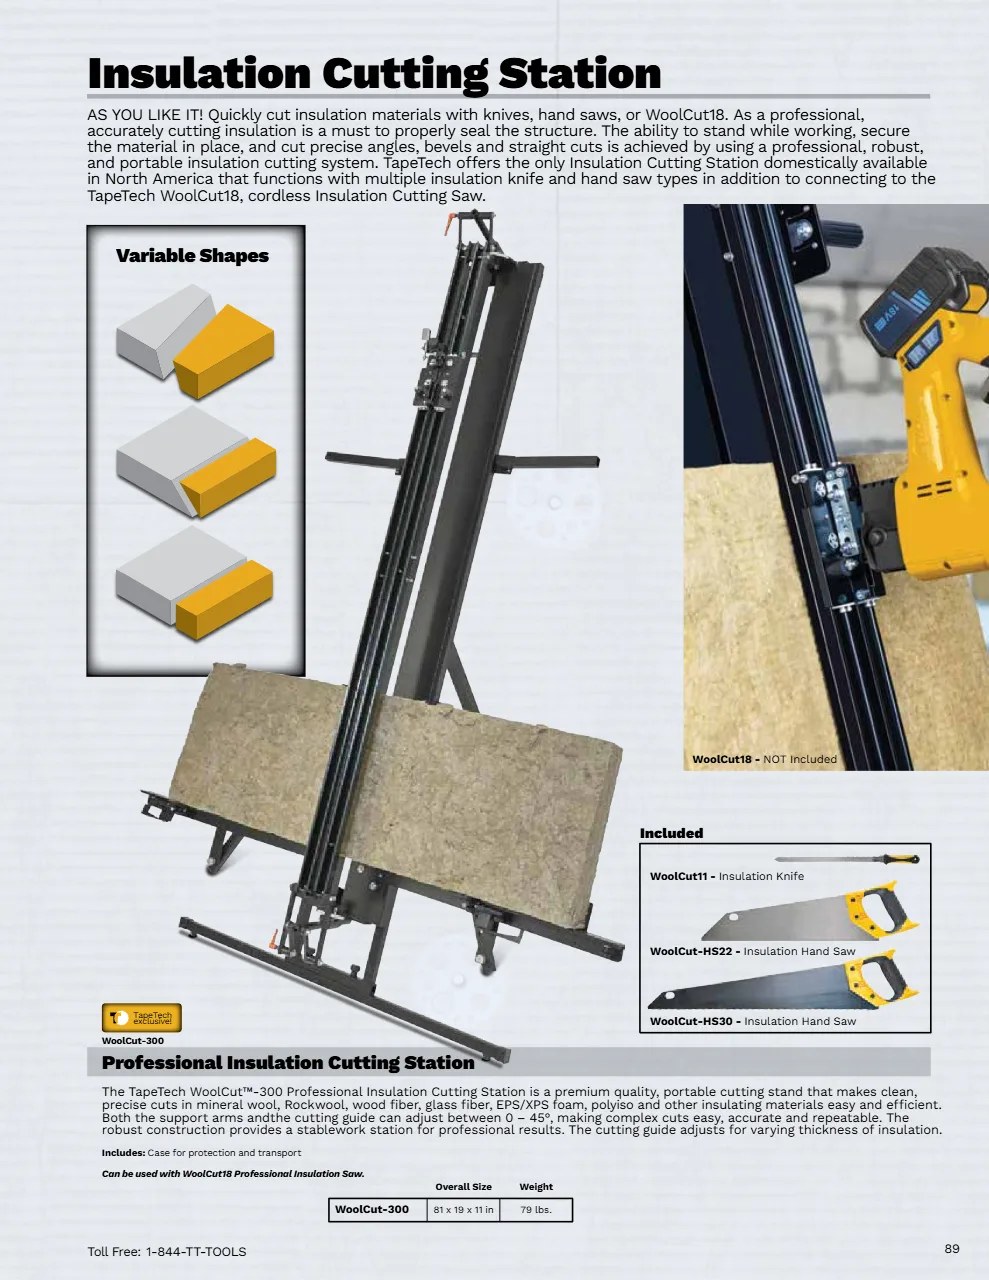 Insulation Cutting Station
AS YOU LIKE IT! Quickly cut insulation materials with knives, hand saws, or WoolCut18. As a professional,
accurately cutting insulation is a must to properly seal the structure. The ability to stand while working, secure
the material in place, and cut precise angles, bevels and straight cuts is achieved by using a professional, robust,
and portable insulation cutting system. TapeTech offers the only Insulation Cutting Station domestically available
in North America that functions with multiple insulation knife and hand saw types in addition to connecting to the
TapeTech WoolCut18, cordless Insulation Cutting Saw.
Variable Shapes
18V
WoolCut18 - NOT Included
Included
WoolCut11 - Insulation Knife
WoolCut-HS22 - Insulation Hand Saw
WoolCut-HS30 - Insulation Hand Saw
TapeTech
exclusive!
WoolCut-300
Professional Insulation Cutting Station
The TapeTech WoolCut™-300 Professional Insulation Cutting Station is a premium quality, portable cutting stand that makes clean,
precise cuts in mineral wool, Rockwool, wood fiber, glass fiber, EPS/XPS foam, polyiso and other insulating materials easy and efficient.
Both the support arms andthe cutting guide can adjust between 0 – 45°, making complex cuts easy, accurate and repeatable. The
robust construction provides a stablework station for professional results. The cutting guide adjusts for varying thickness of insulation.
Includes: Case for protection and transport
Can be used with WoolCut18 Professional Insulation Saw.
Overall Size Weight
WoolCut-300 81 x 19 x 11 in 79 lbs.
Toll Free: 1-844-TT-TOOLS
89